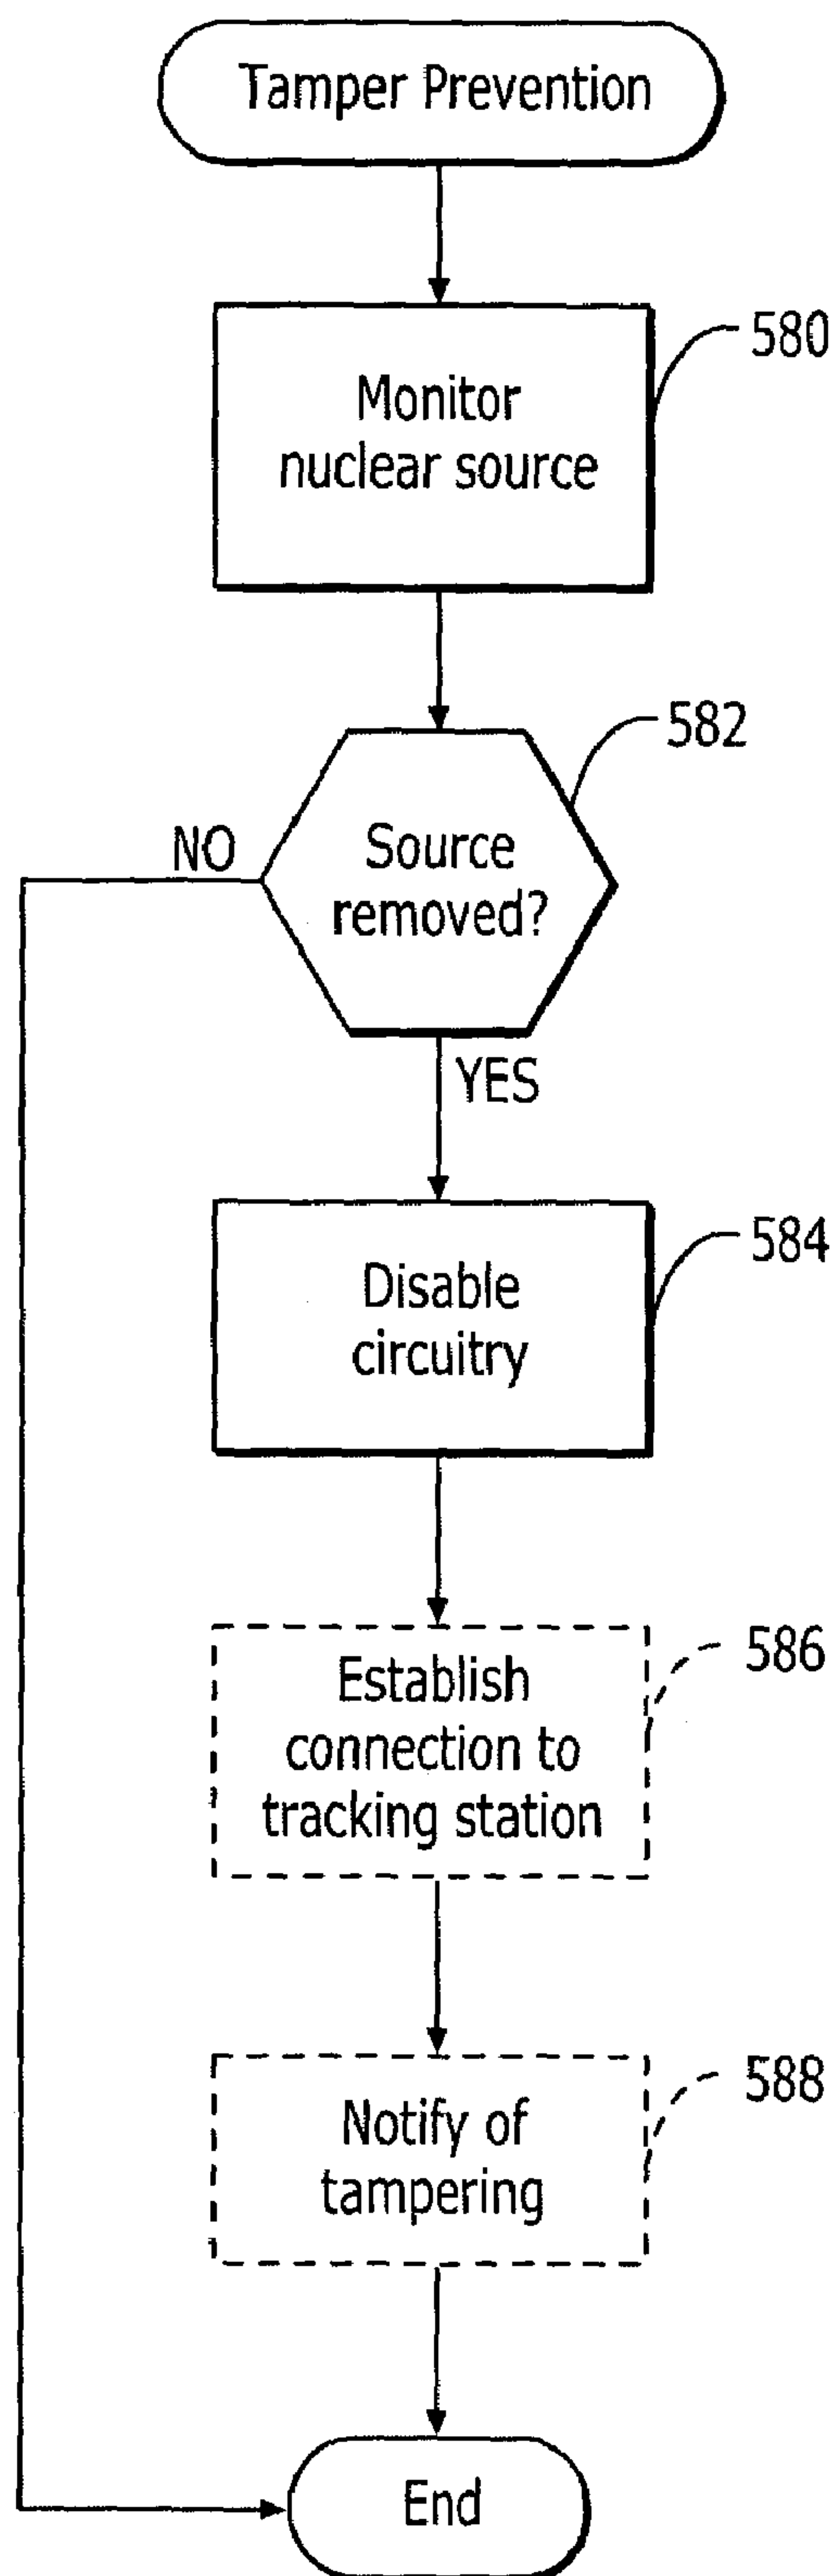 Tamper Prevention
580
Monitor
nuclear source
582
NO
Source
removed?
YES
584
Disable
circuitry
586
Establish
connection to
tracking station
588
Notify of
tampering
End